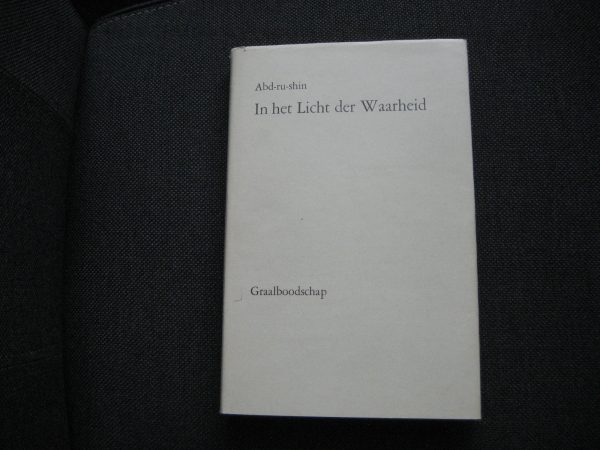 Abd-ru-shin
In het Licht der Waarheid
Graalboodschap